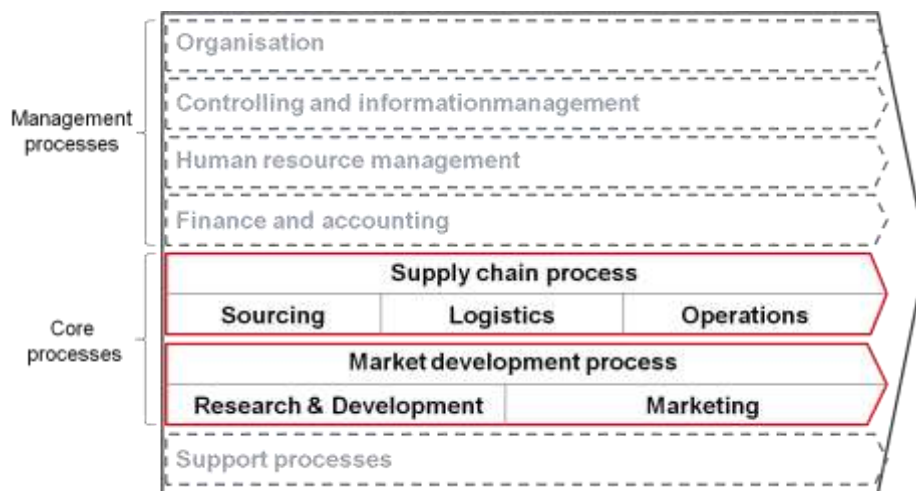 Organisation
Controlling and informationmanagement
Management
processes
Human resource management
Finance and accounting
Supply chain process
Sourcing Logistics Operations
Core
processes
Market development process
Research & Development Marketing
Support processes